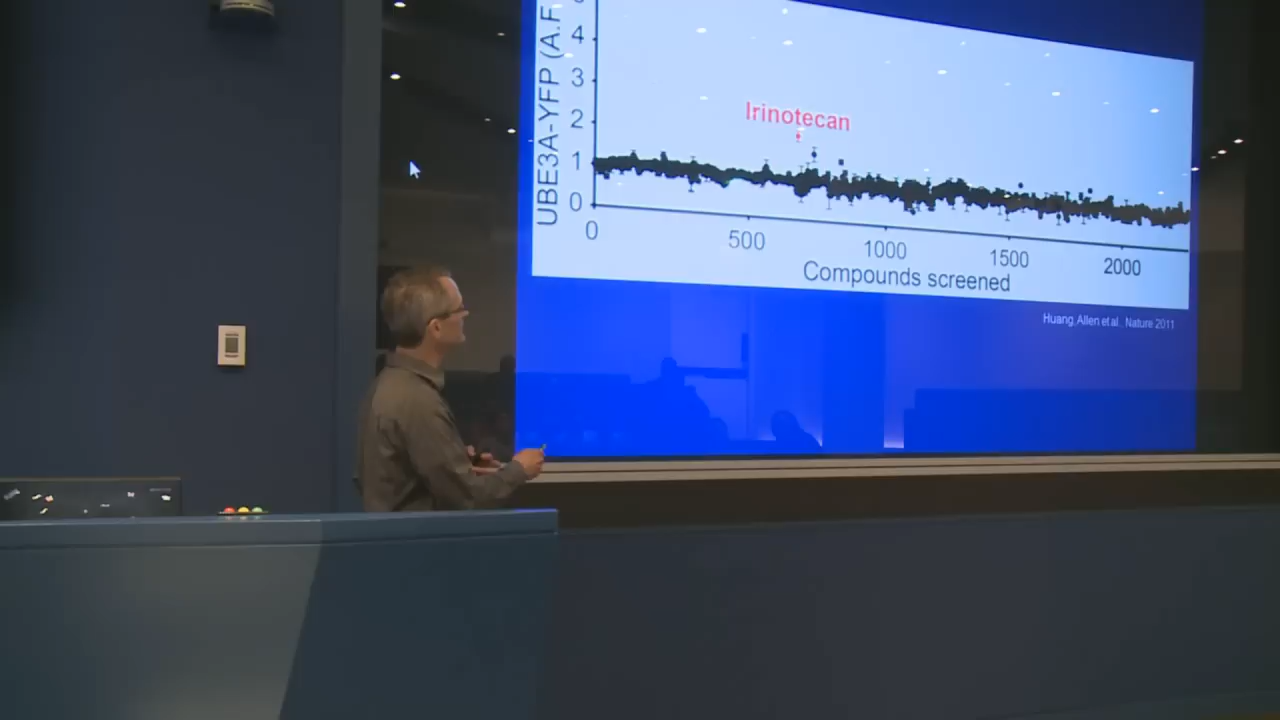 UBE3A-YFP (A.F
4
3
2
1
0
Irinotecan
0
500
1000
1500
2000
Compounds screened
Huang, Allen et al., Nature 2011